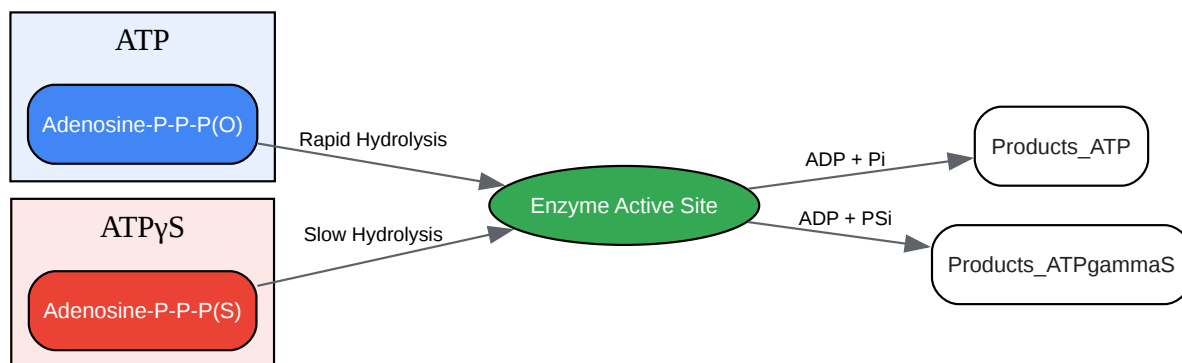 ATP
Adenosine-P-P-P(O)
Rapid Hydrolysis
ATPγS
Adenosine-P-P-P(S)
Slow Hydrolysis
Enzyme Active Site
ADP + Pi
Products_ATP
ADP + PSi
Products_ATPgammaS